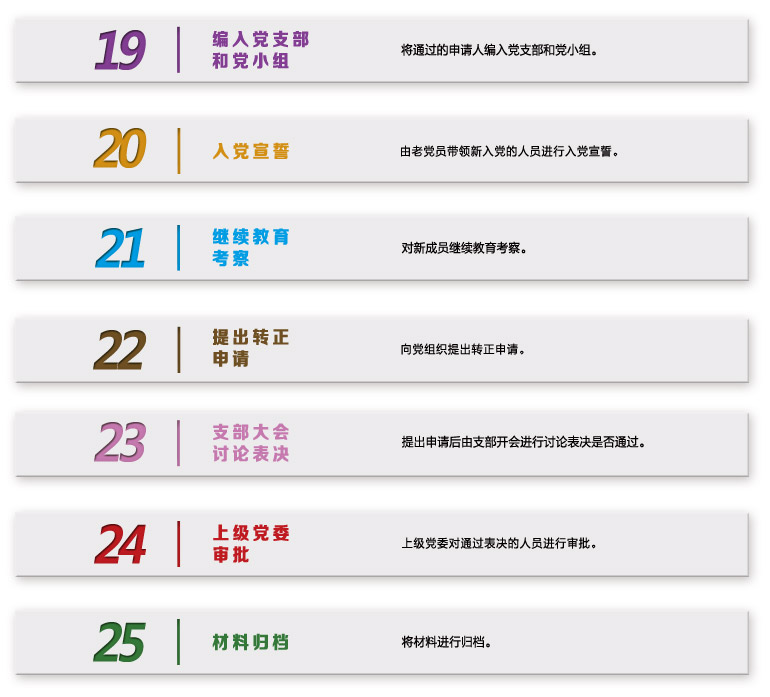 19
编入党支部
和党小组
将通过的申请人编入党支部和党小组。
20
入党宣誓
由老党员带领新入党的人员进行入党宣誓。
21
继续教育
考察
对新成员继续教育考察。
22
提出转正
申请
向党组织提出转正申请。
23
支部大会
讨论表决
提出申请后由支部开会进行讨论表决是否通过。
24
上级党委
审批
上级党委对通过表决的人员进行审批。
25
材料归档
将材料进行归档。